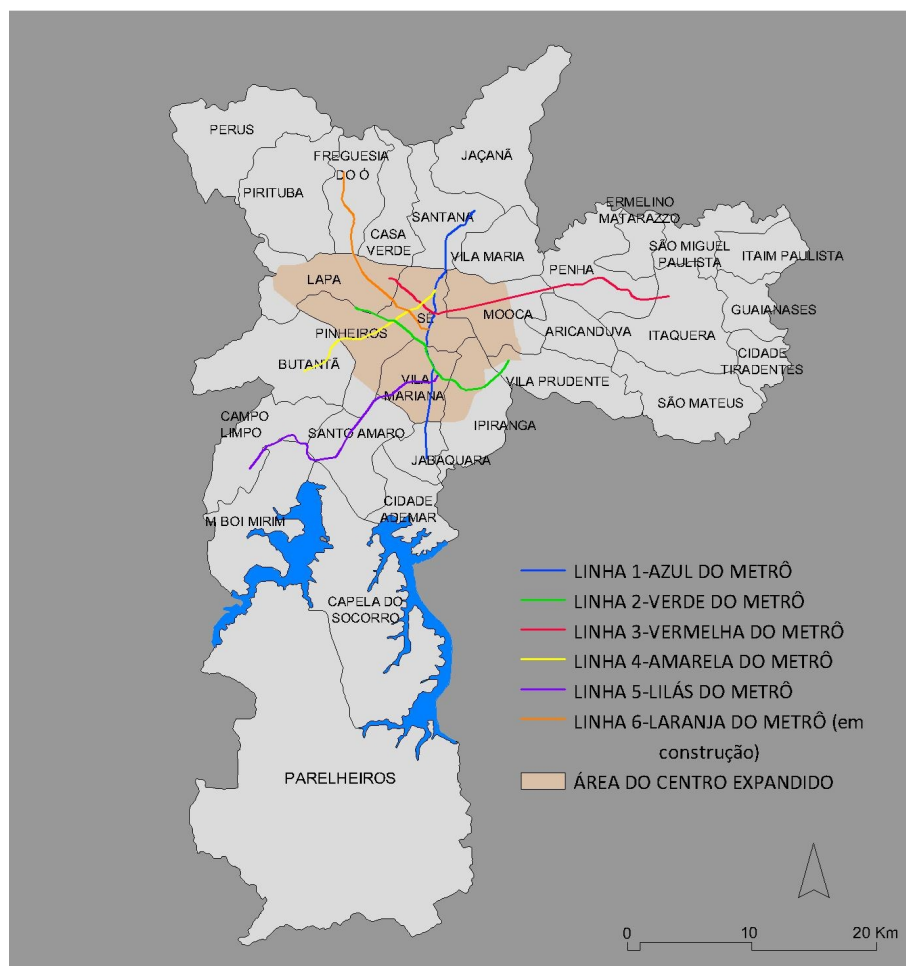 PERUS
FREGUESIA
DO Ó
JAÇANÃ
PIRITUBA
ERMELINO
MATARAZZO
SANTANA
CASA
VERDE
VILA MARIA
SÃO MIGUEL
PAULISTA
ITAIM PAULISTA
PENHA
LAPA
GUAIANASES
MOOCA
SÉ
ARICANDUVA
ITAQUERA
PINHEIROS
CIDADE
TIRADENTES
BUTANTÃ
VILA
MARIANA
VILA PRUDENTE
SÃO MATEUS
CAMPO
LIMPO
SANTO AMARO
IPIRANGA
JABAQUARA
CIDADE
ADEMAR
M BOI MIRIM
CAPELA DO
SOCORRO
PARELHEIROS
LINHA 1-AZUL DO METRÔ
LINHA 2-VERDE DO METRÔ
LINHA 3-VERMELHA DO METRÔ
LINHA 4-AMARELA DO METRÔ
LINHA 5-LILÁS DO METRÔ
LINHA 6-LARANJA DO METRÔ (em
construção)
ÁREA DO CENTRO EXPANDIDO
0 10 20 Km